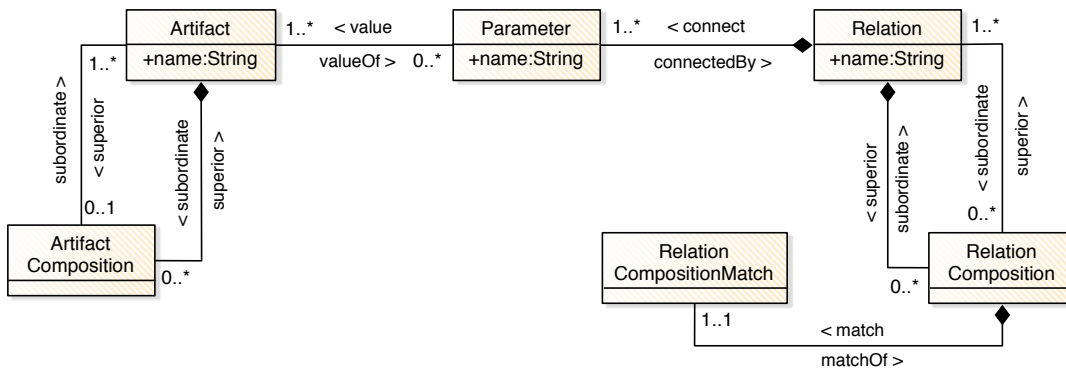 Artifact
+name:String
1..*
< value
valueOf >
0..*
Parameter
+name:String
1..*
< connect
connectedBy >
Relation
+name:String
1..*
1..*
subordinate >
< superior
< subordinate
superior >
0..1
0..*
Artifact
Composition
< superior
subordinate >
< subordinate
superior >
0..*
0..*
Relation
CompositionMatch
1..1
Relation
Composition
< match
matchOf >